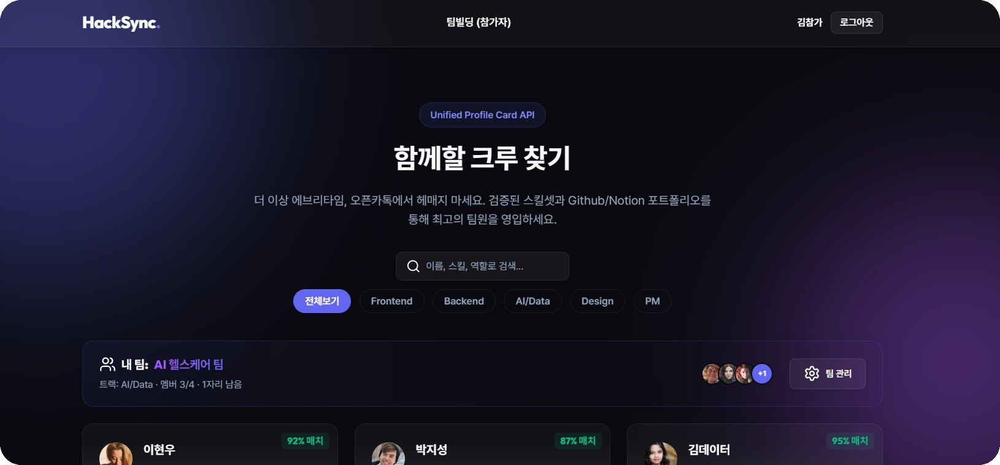 HackSync.
팀빌딩 (참가자)
김참가
로그아웃
Unified Profile Card API
함께할 크루 찾기
더 이상 에브리타임, 오픈카톡에서 헤매지 마세요. 검증된 스킬셋과 Github/Notion 포트폴리오를
통해 최고의 팀원을 영입하세요.
이름, 스킬, 역할로 검색...
전체보기
Frontend
Backend
AI/Data
Design
PM
내 팀: AI 헬스케어 팀
트랙: AI/Data · 멤버 3/4 · 1자리 남음
+1
팀 관리
이현우
92% 매치
박지성
87% 매치
김데이터
95% 매치